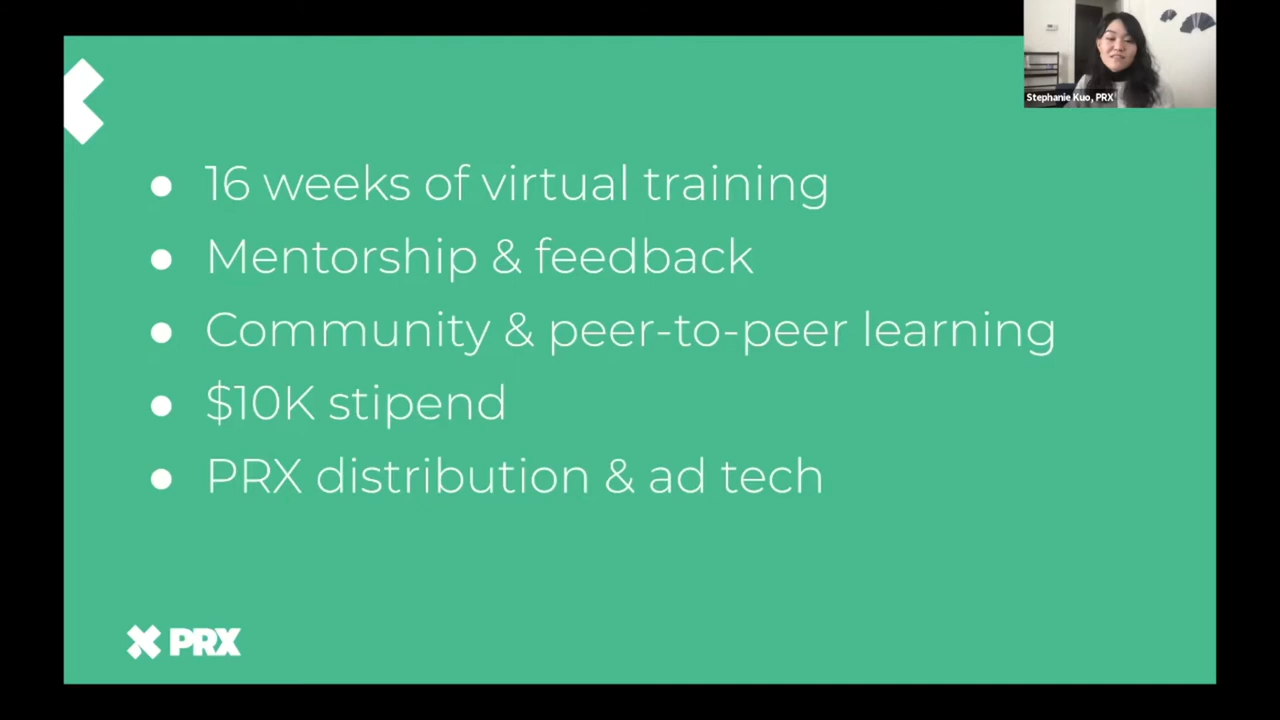 Stephanie Kuo, PRX
● 16 weeks of virtual training
● Mentorship & feedback
● Community & peer-to-peer learning
● $10K stipend
● PRX distribution & ad tech
PRX